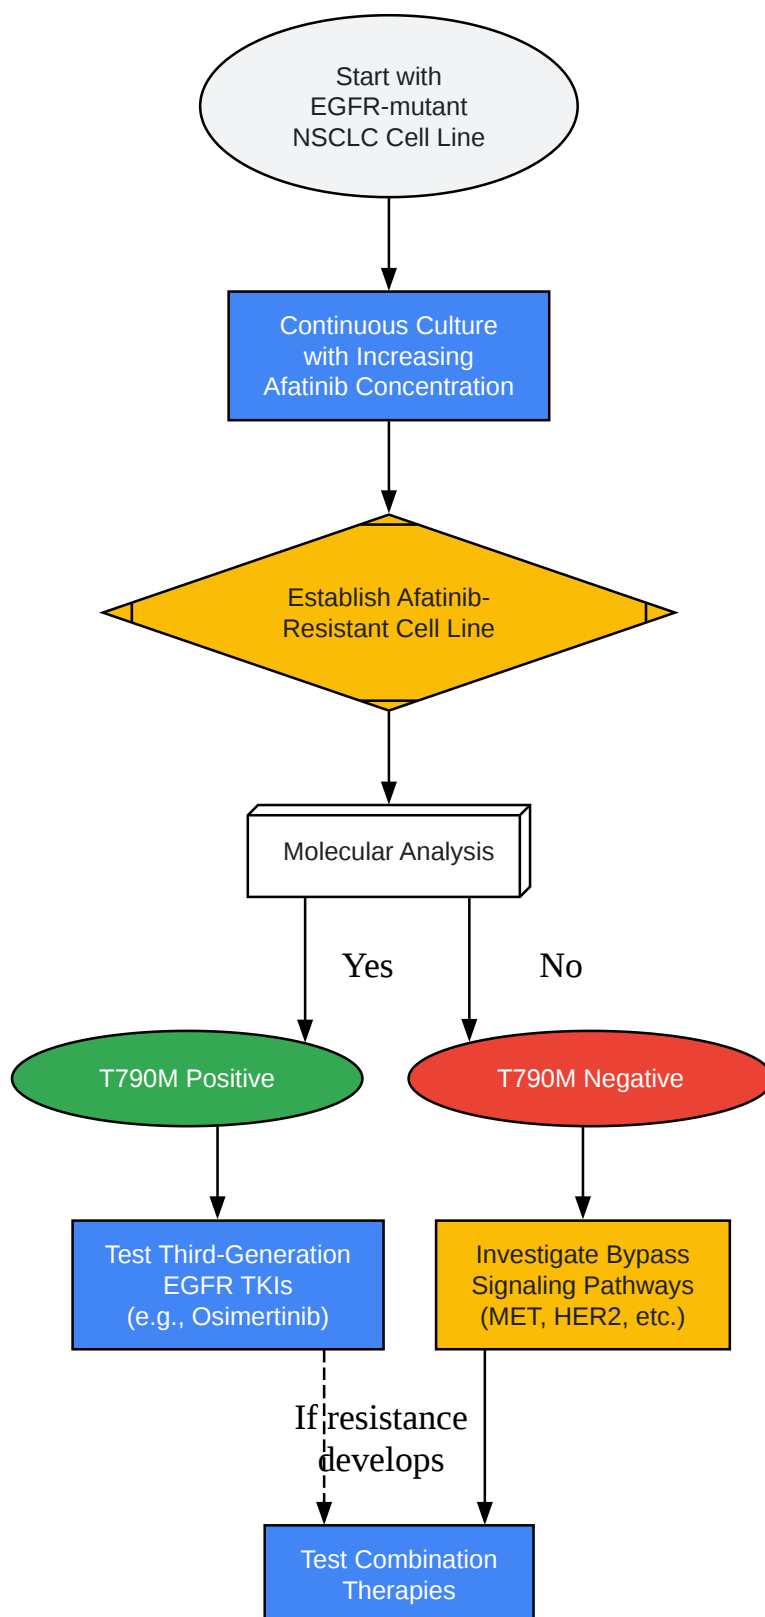 Start with
EGFR-mutant
NSCLC Cell Line
Continuous Culture
with Increasing
Afatinib Concentration
Establish Afatinib-
Resistant Cell Line
Molecular Analysis
Yes
No
T790M Positive
T790M Negative
Test Third-Generation
EGFR TKIs
(e.g., Osimertinib)
Investigate Bypass
Signaling Pathways
(MET, HER2, etc.)
If resistance
develops
Test Combination
Therapies